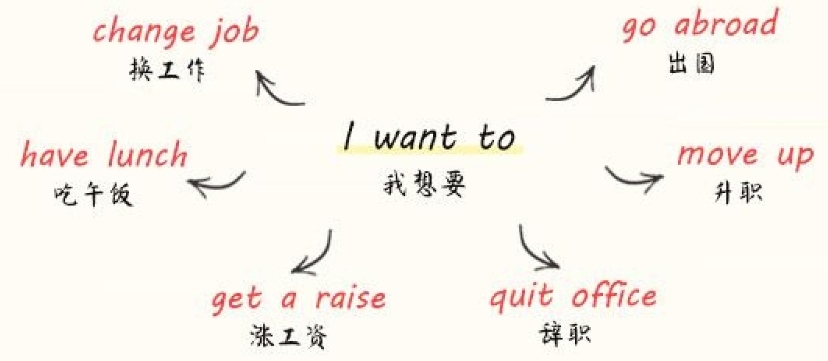 change job
换工作
go abroad
出国
I want to
我想要
have lunch
吃午饭
move up
升职
get a raise
涨工资
quit office
辞职